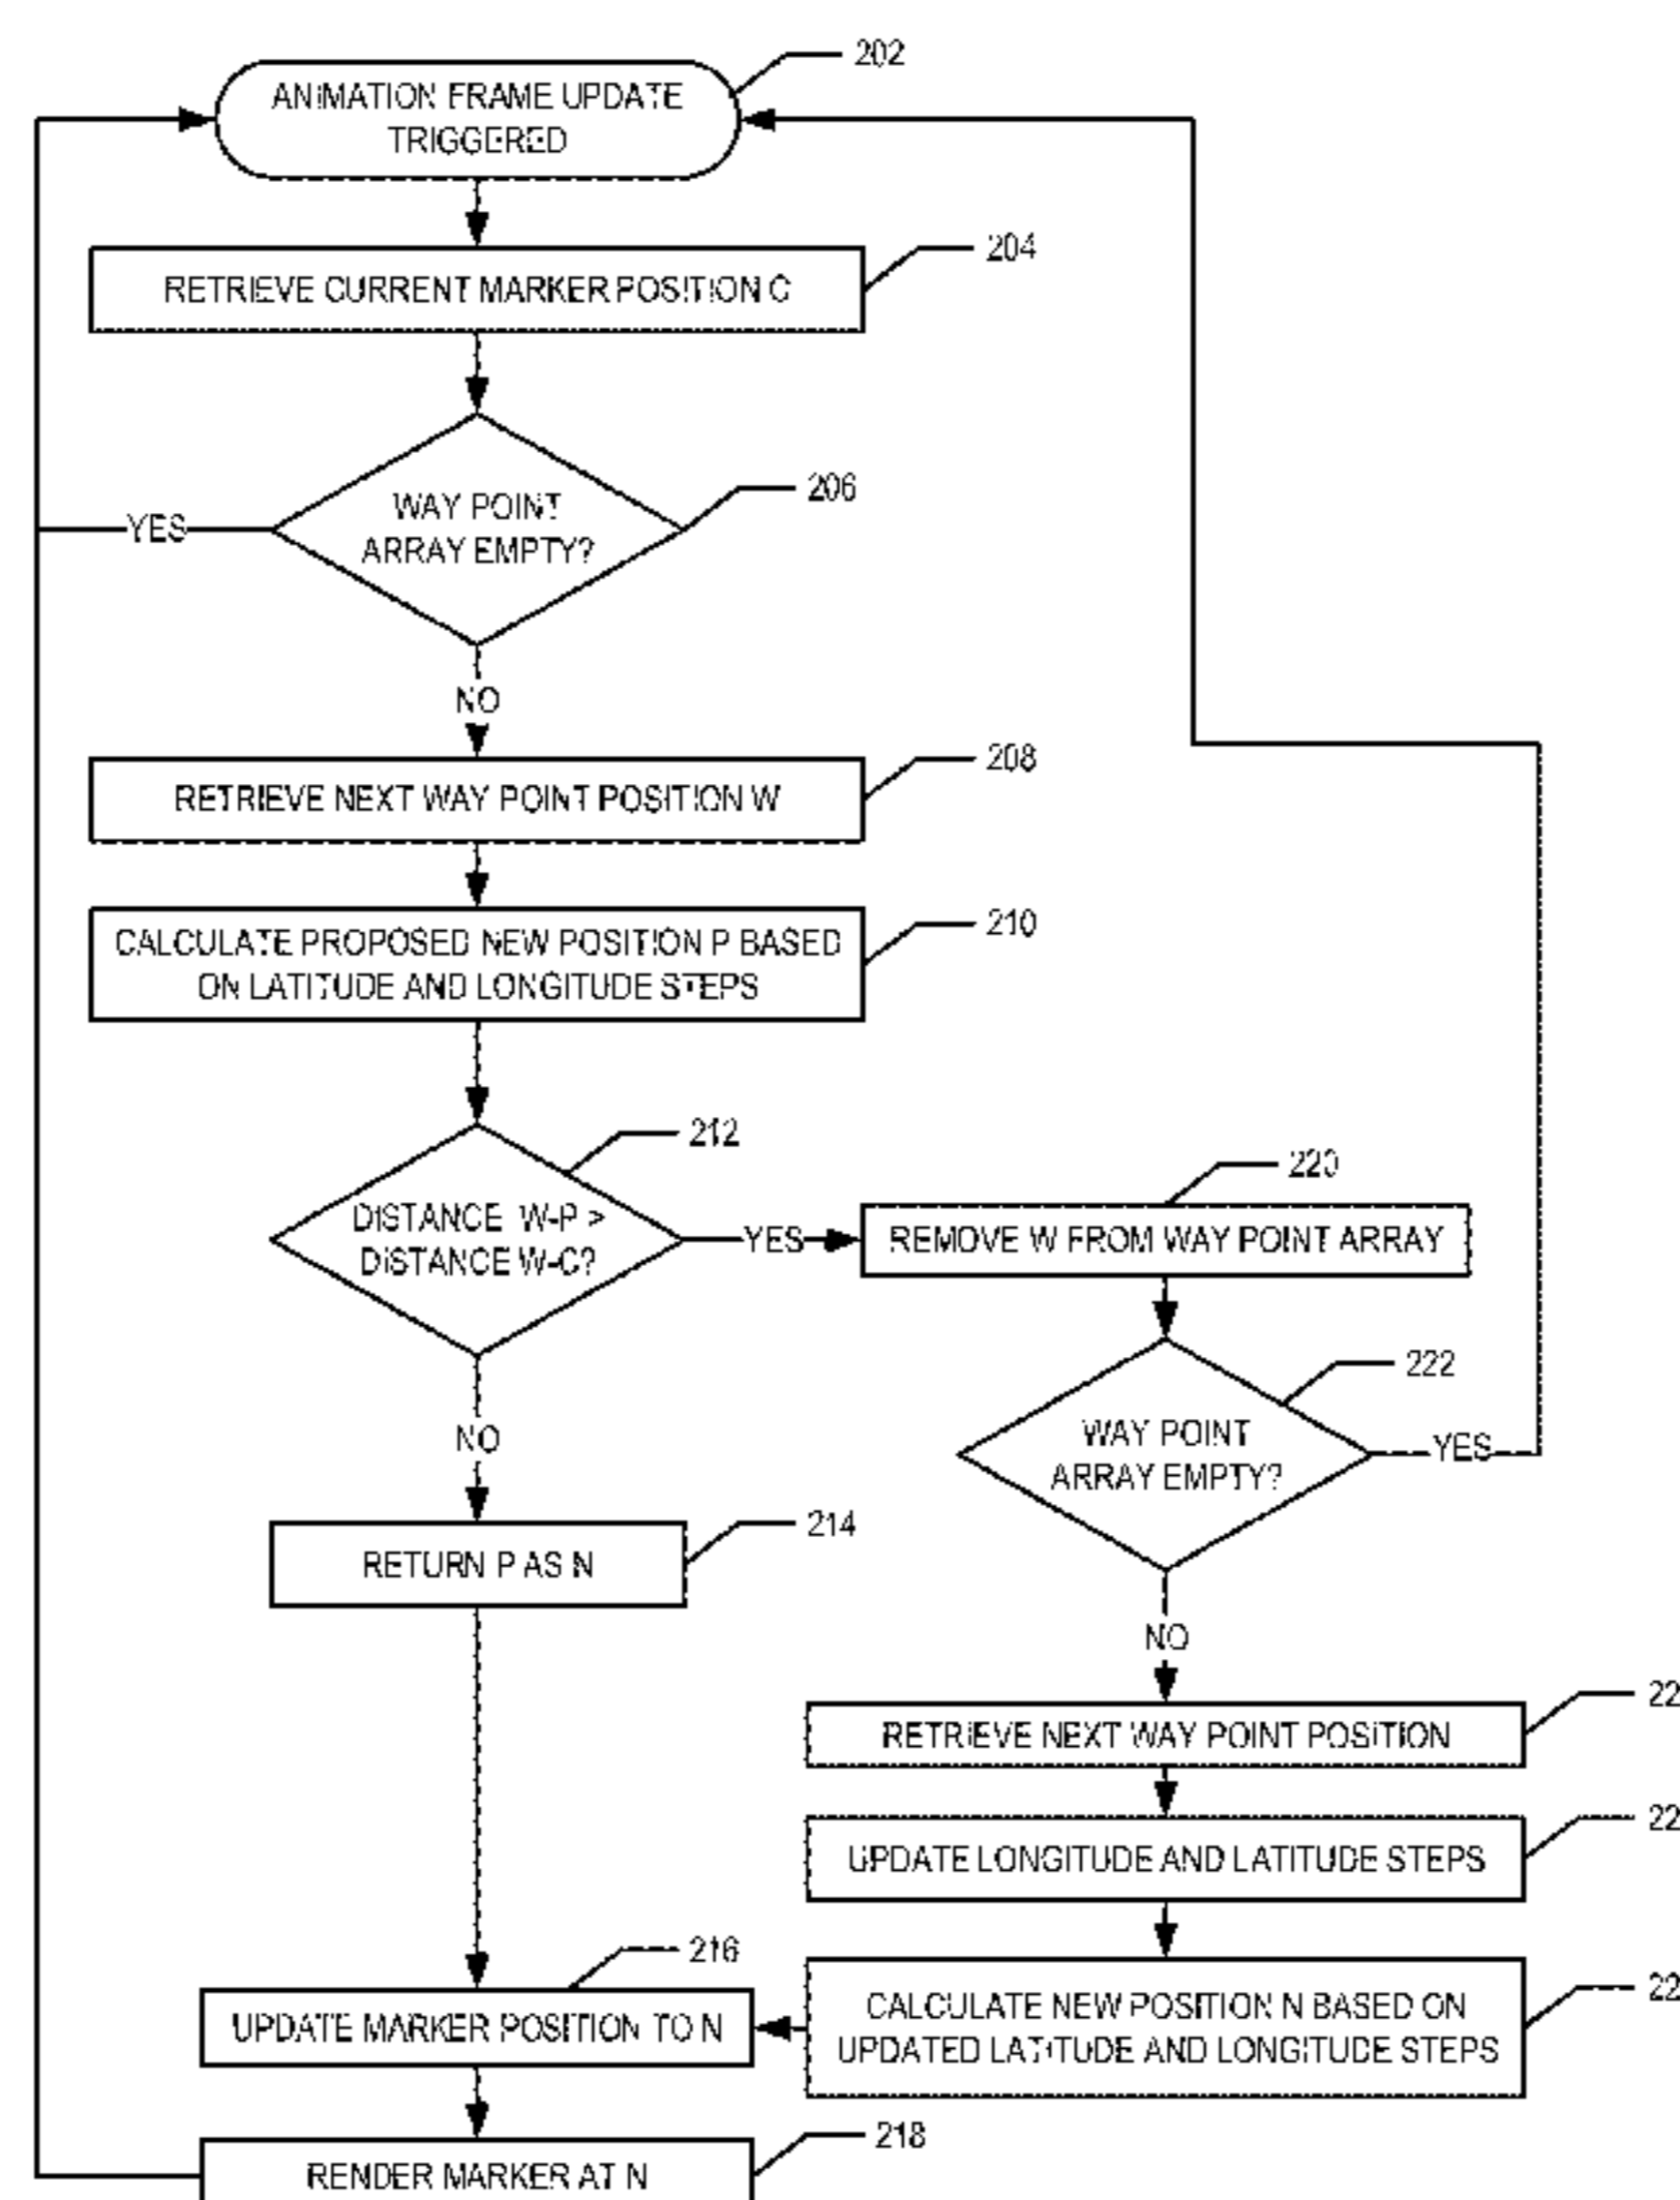 202
ANIMATION FRAME UPDATE
TRIGGERED
204
RETRIEVE CURRENT MARKER POSITION C
206
WAY POINT
ARRAY EMPTY?
YES
NO
208
RETRIEVE NEXT WAY POINT POSITION W
210
CALCULATE PROPOSED NEW POSITION P BASED
ON LATITUDE AND LONGITUDE STEPS
212
DISTANCE W-P >
DISTANCE W-C?
YES
220
REMOVE W FROM WAY POINT ARRAY
222
WAY POINT
ARRAY EMPTY?
YES
NO
NO
214
RETURN P AS N
22
RETRIEVE NEXT WAY POINT POSITION
22
UPDATE LONGITUDE AND LATITUDE STEPS
22
CALCULATE NEW POSITION N BASED ON
UPDATED LATITUDE AND LONGITUDE STEPS
216
UPDATE MARKER POSITION TO N
218
RENDER MARKER AT N